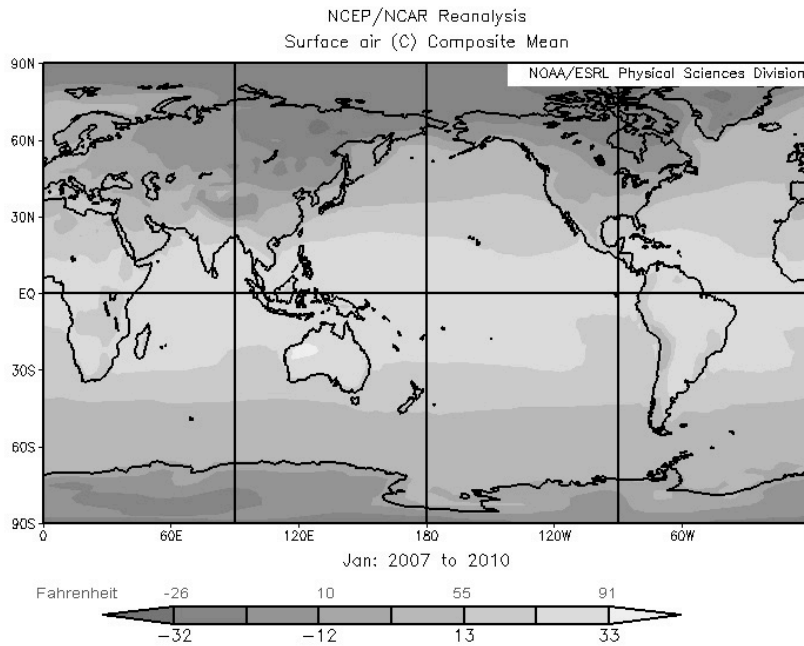 NCEP/NCAR Reanalysis
Surface air (C) Composite Mean
NOAA/ESRL Physical Sciences Division
90N
60N
30N
EQ
30S
60S
90S
0 60E 120E 180 120W 60W
Jan: 2007 to 2010
Fahrenheit -26 10 55 91
-32 -12 13 33